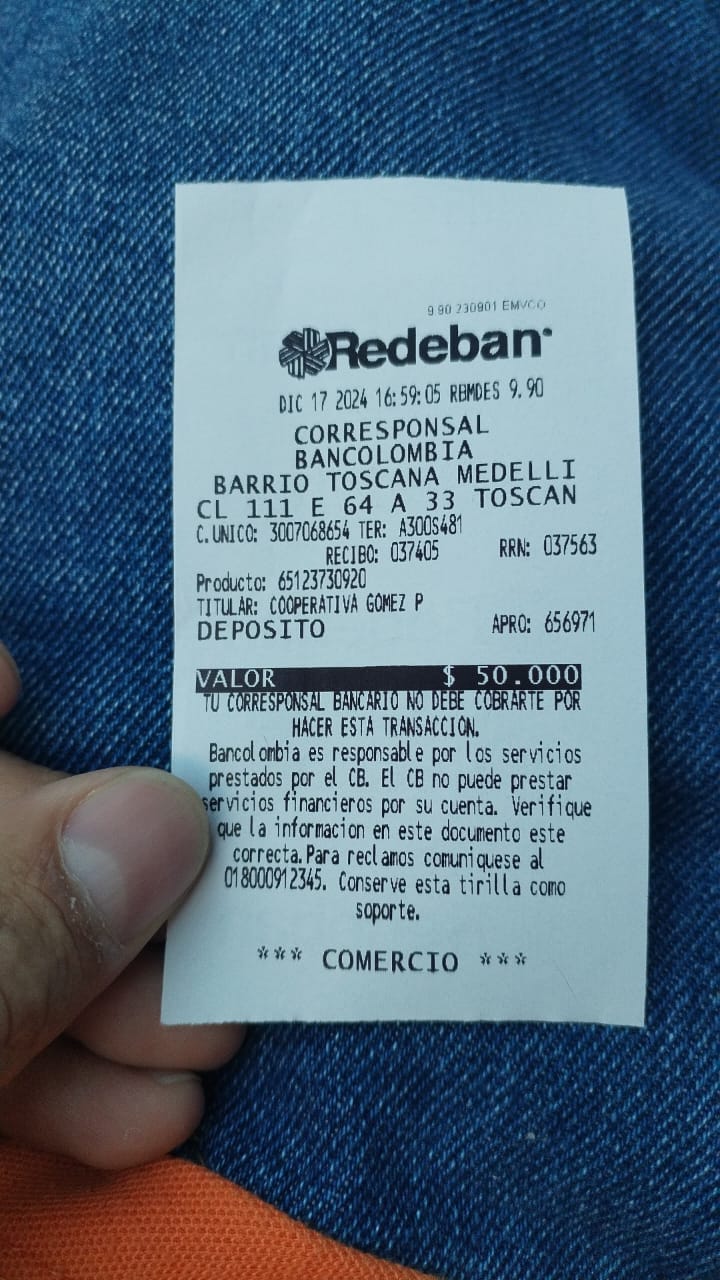 9.90 230901 EMVCO
Redeban
DIC 17 2024 16:59:05 RBMDES 9.90
CORRESPONSAL
BANCOLOMBIA
BARRIO TOSCANA MEDELLI
CL 111 E 64 A 33 TOSCAN
C.UNICO: 3007068654 TER: A300S481
RECIBO: 037405 RRN: 037563
Producto: 65123730920
TITULAR: COOPERATIVA GOMEZ P
DEPOSITO APRO: 656971
VALOR $ 50.000
TU CORRESPONSAL BANCARIO NO DEBE COBRARTE POR
HACER ESTA TRANSACCION.
Bancolombia es responsable por los servicios
prestados por el CB. El CB no puede prestar
servicios financieros por su cuenta. Verifique
que la informacion en este documento este
correcta.Para reclamos comuniquese al
018000912345. Conserve esta tirilla como
soporte.
*** COMERCIO ***